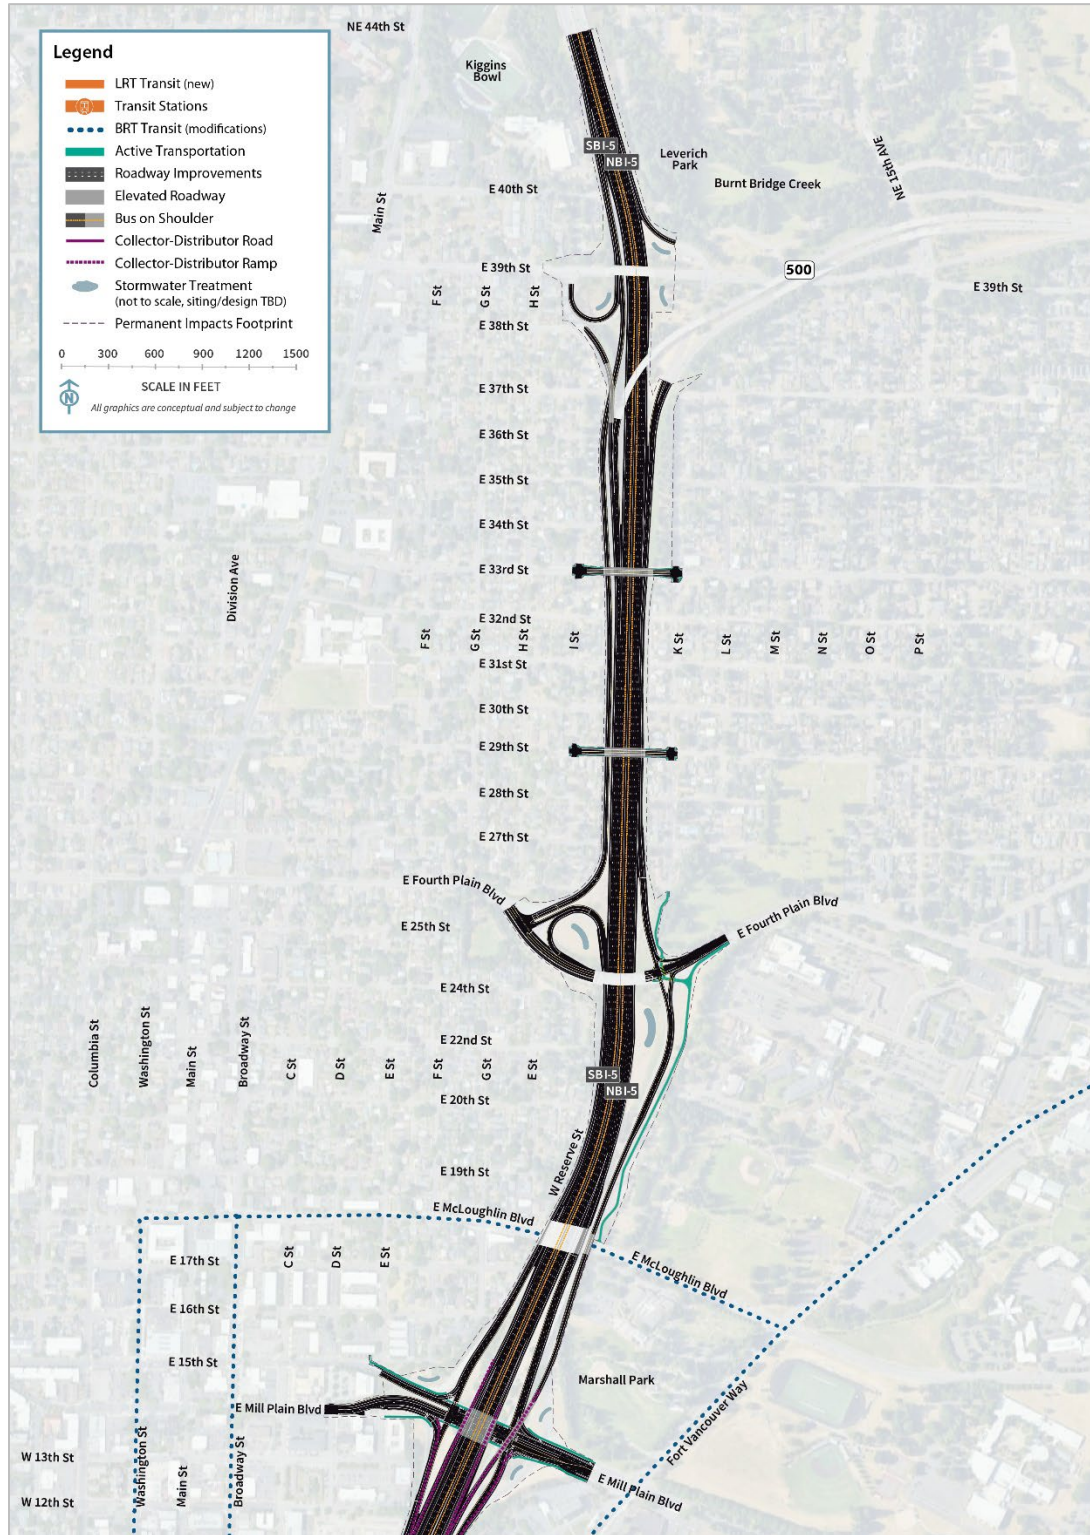 NE 44th St
Legend
LRT Transit (new)
Transit Stations
BRT Transit (modifications)
Active Transportation
Roadway Improvements
Elevated Roadway
Bus on Shoulder
Collector-Distributor Road
Collector-Distributor Ramp
Stormwater Treatment
(not to scale, siting/design TBD)
Permanent Impacts Footprint
0 300 600 900 1200 1500
SCALE IN FEET
N
All graphics are conceptual and subject to change
Kiggins
Bowl
SBI-5
NBI-5
Leverich
Park
Burnt Bridge Creek
NE 15th AVE
E 40th St
Main St
E 39th St
500
E 39th St
F St
G St
H St
E 38th St
E 37th St
E 36th St
E 35th St
E 34th St
E 33rd St
Division Ave
E 32nd St
F St
G St
H St
I St
K St
L St
M St
N St
O St
P St
E 31st St
E 30th St
E 29th St
E 28th St
E 27th St
E Fourth Plain Blvd
E Fourth Plain Blvd
E 25th St
E 24th St
E 22nd St
Columbia St
Washington St
Main St
Broadway St
C St
D St
E St
F St
G St
E St
SBI-5
NBI-5
E 20th St
W Reserve St
E 19th St
E McLoughlin Blvd
E McLoughlin Blvd
E 17th St
C St
D St
E St
E 16th St
E 15th St
Marshall Park
E Mill Plain Blvd
Fort Vancouver Way
W 13th St
Washington St
Main St
Broadway St
E Mill Plain Blvd
W 12th St